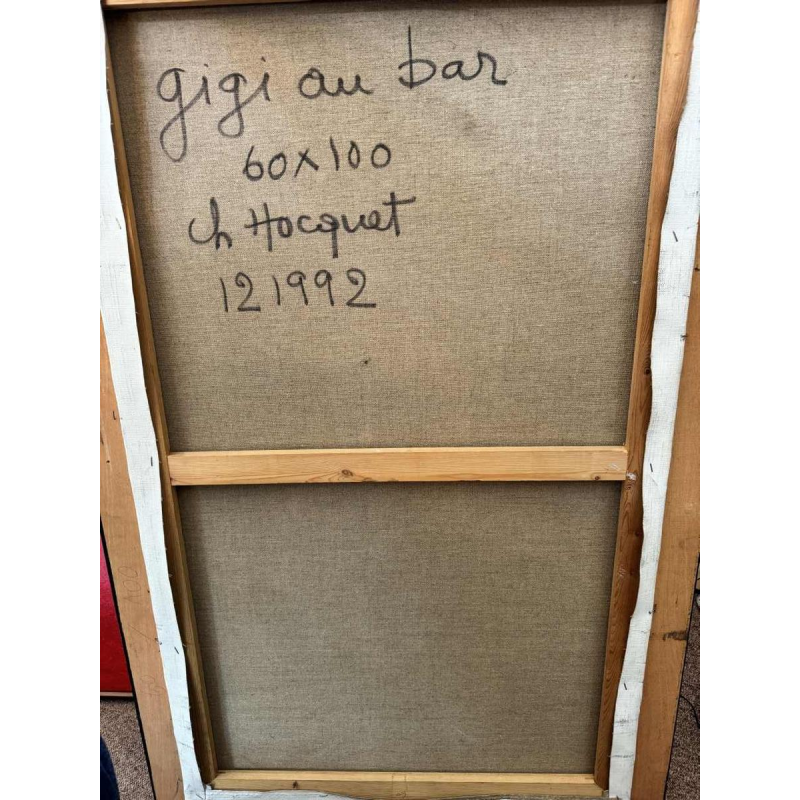 gigi au bar
60x100
ch Hocquet
12 1992